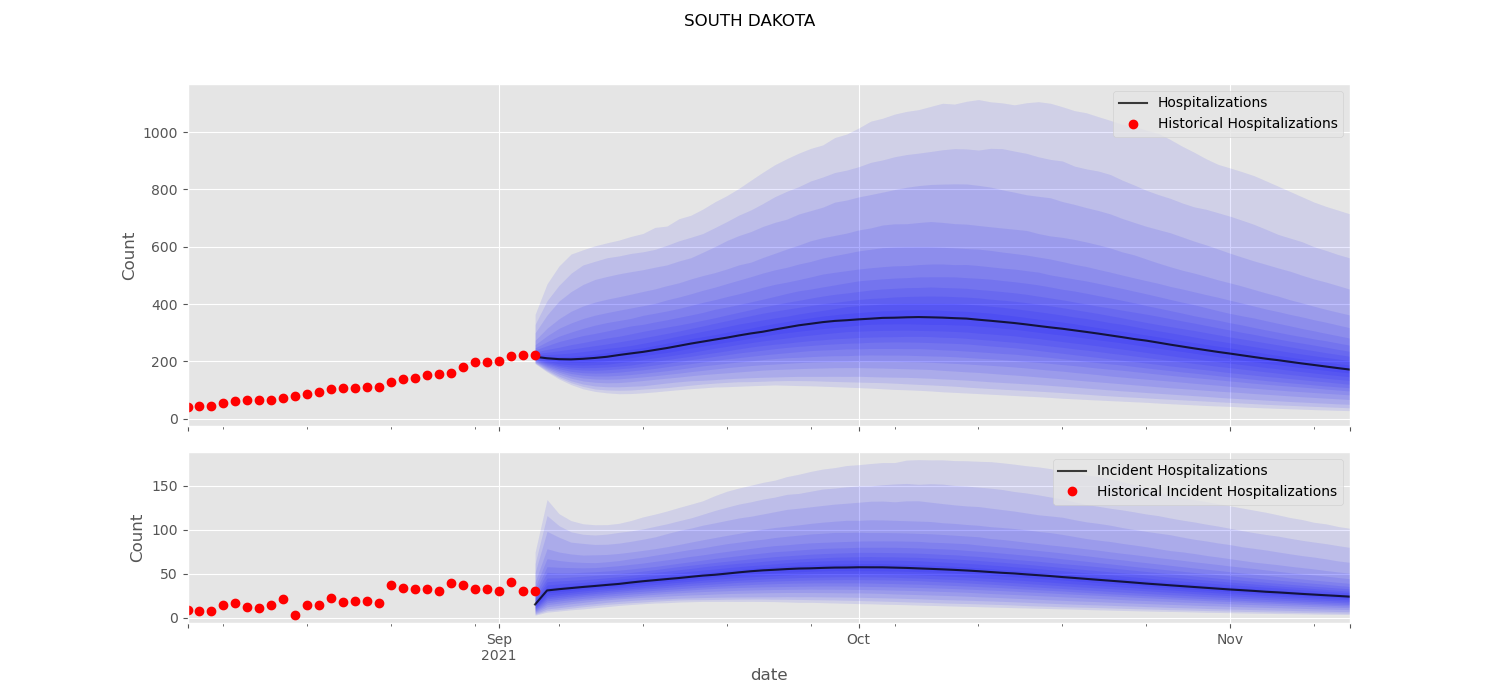 SOUTH DAKOTA
Hospitalizations
Historical Hospitalizations
1000
800
600
400
200
0
Count
Incident Hospitalizations
Historical Incident Hospitalizations
150
100
50
0
Count
Sep
2021
Oct
Nov
date